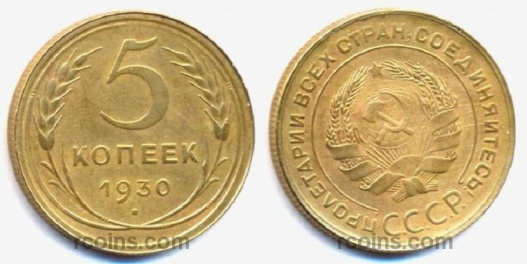 5
КОПЕЕК
1930
ПРОЛЕТАРИИ ВСЕХ СТРАН, СОЕДИНЯЙТЕСЬ!
СССР
rcoins.com
rcoins.com